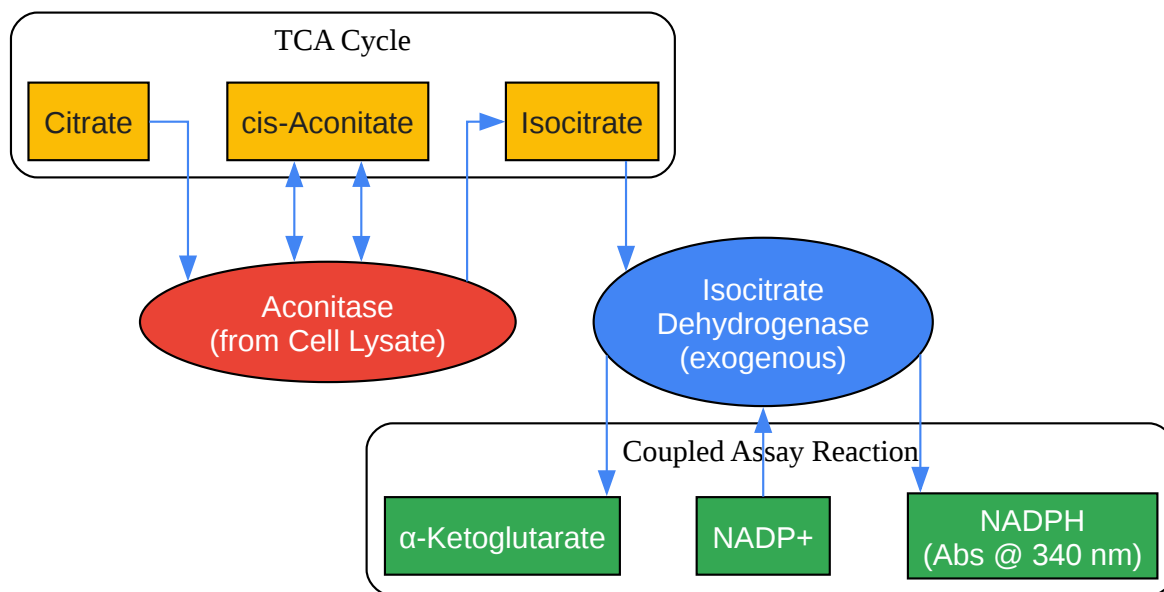 TCA Cycle
Citrate
cis-Aconitate
Isocitrate
Aconitase
(from Cell Lysate)
Isocitrate
Dehydrogenase
(exogenous)
Coupled Assay Reaction
α-Ketoglutarate
NADP+
NADPH
(Abs @ 340 nm)